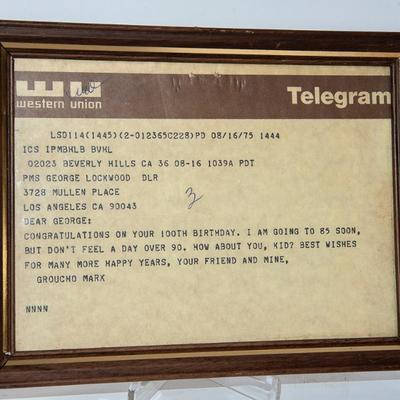 western union
Telegram
LSD114(1445)(2-012365C228)PD 08/16/75 1444
ICS IPMBHLB BVHL
02023 BEVERLY HILLS CA 36 08-16 1039A PDT
PMS GEORGE LOCKWOOD DLR
3728 MULLEN PLACE
LOS ANGELES CA 90043
DEAR GEORGE:
CONGRATULATIONS ON YOUR 100TH BIRTHDAY. I AM GOING TO 85 SOON,
BUT DON'T FEEL A DAY OVER 90. HOW ABOUT YOU, KID? BEST WISHES
FOR MANY MORE HAPPY YEARS, YOUR FRIEND AND MINE,
GROUCHO MARX
NNNN